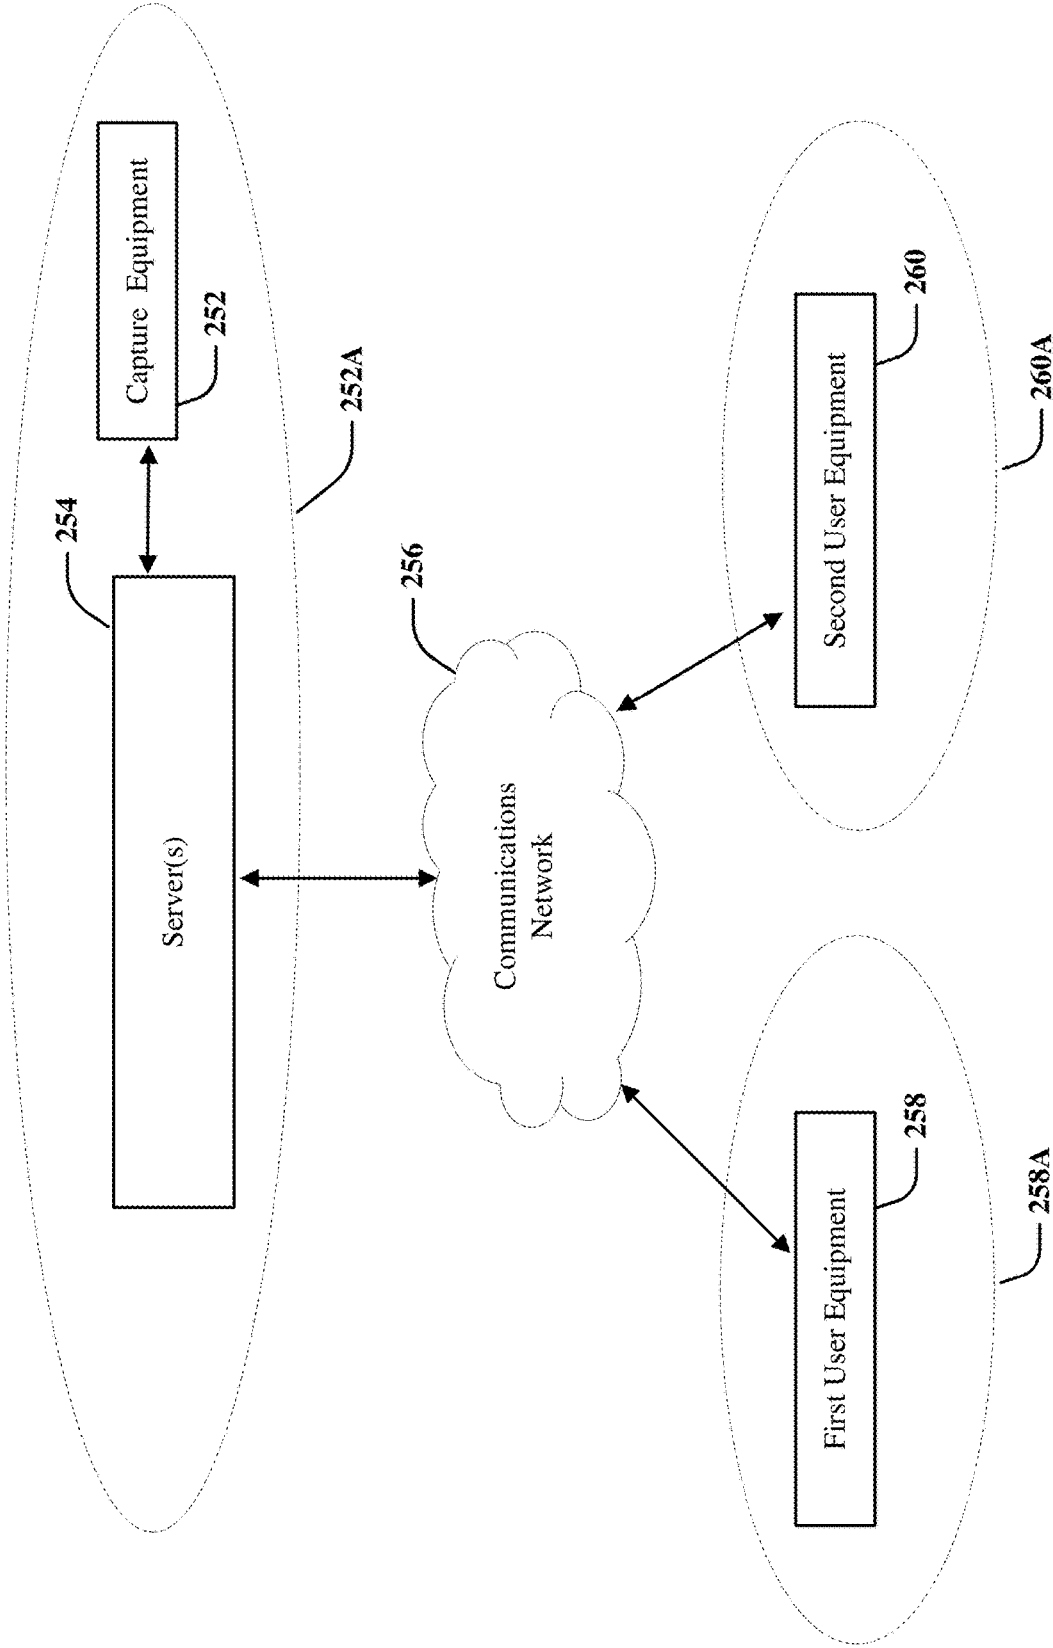 Capture Equipment
252
254
Server(s)
252A
256
Communications
Network
First User Equipment
258
258A
Second User Equipment
260
260A